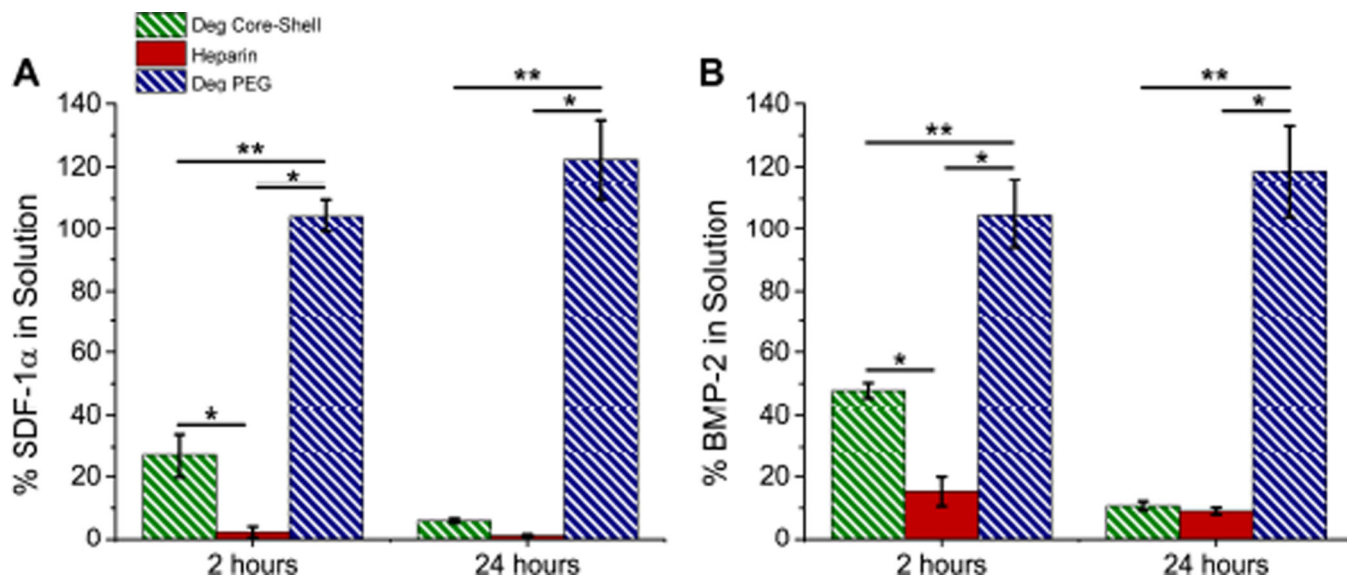 Deg Core-Shell
Heparin
Deg PEG
A
% SDF-1α in Solution
140
120
100
80
60
40
20
0
**
*
*
**
*
2 hours
24 hours
B
% BMP-2 in Solution
140
120
100
80
60
40
20
0
**
*
*
**
*
2 hours
24 hours